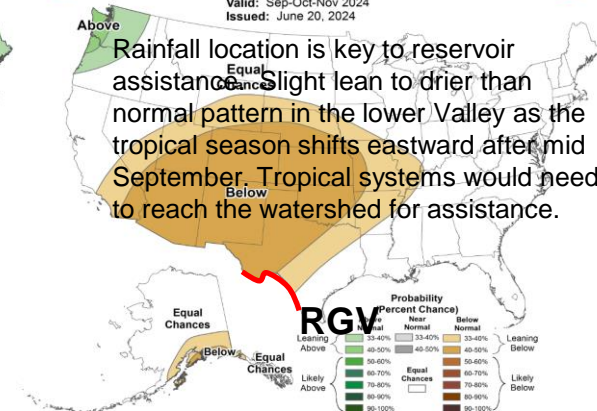 Valid: Sep-Oct-Nov 2024
Issued: June 20, 2024
Above
Rainfall location is key to reservoir
Equal
assistance. Slight lean to drier than
Chances
normal pattern in the lower Valley as the
tropical season shifts eastward after mid
September. Tropical systems would need
Below
to reach the watershed for assistance.
Equal
Chances
Below
Equal
Chances
RGV
Probability
(Percent Chance)
Above
Normal
Near
Normal
Below
Normal
Leaning
Above
33-40%
33-40%
33-40%
Leaning
Below
40-50%
40-50%
40-50%
50-60%
50-60%
Likely
Above
60-70%
Equal
Chances
60-70%
Likely
Below
70-80%
70-80%
80-90%
80-90%
90-100%
90-100%